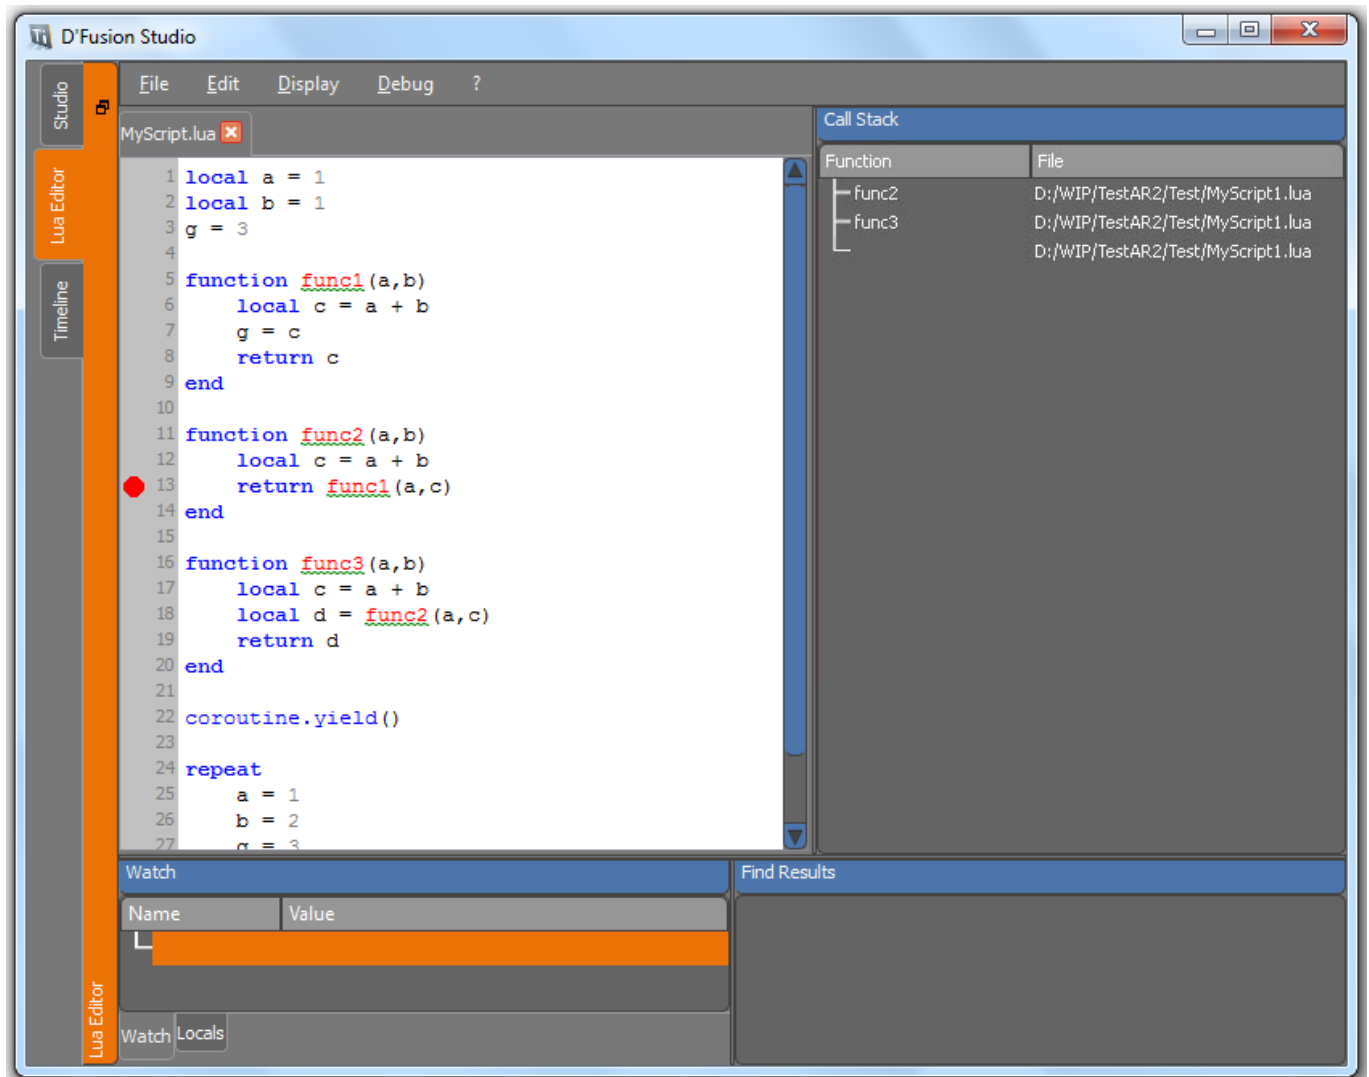 D'Fusion Studio
File Edit Display Debug ?
Studio
Lua Editor
Timeline
Lua Editor
MyScript.lua
1 local a = 1
2 local b = 1
3 g = 3
4
5 function func1(a,b)
6 local c = a + b
7 g = c
8 return c
9 end
10
11 function func2(a,b)
12 local c = a + b
13 return func1(a,c)
14 end
15
16 function func3(a,b)
17 local c = a + b
18 local d = func2(a,c)
19 return d
20 end
21
22 coroutine.yield()
23
24 repeat
25 a = 1
26 b = 2
27 g = 3
Call Stack
Function File
func2 D:/WIP/TestAR2/Test/MyScript1.lua
func3 D:/WIP/TestAR2/Test/MyScript1.lua
D:/WIP/TestAR2/Test/MyScript1.lua
Watch
Name Value
Watch Locals
Find Results